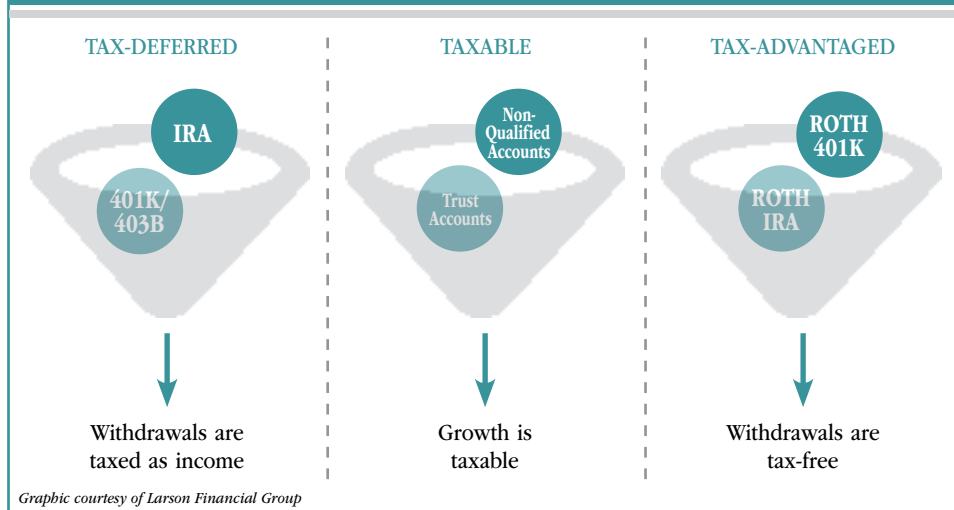 TAX-DEFERRED
IRA
401K/
403B
Withdrawals are
taxed as income
TAXABLE
Non-
Qualified
Accounts
Trust
Accounts
Growth is
taxable
TAX-ADVANTAGED
ROTH
401K
ROTH
IRA
Withdrawals are
tax-free
Graphic courtesy of Larson Financial Group